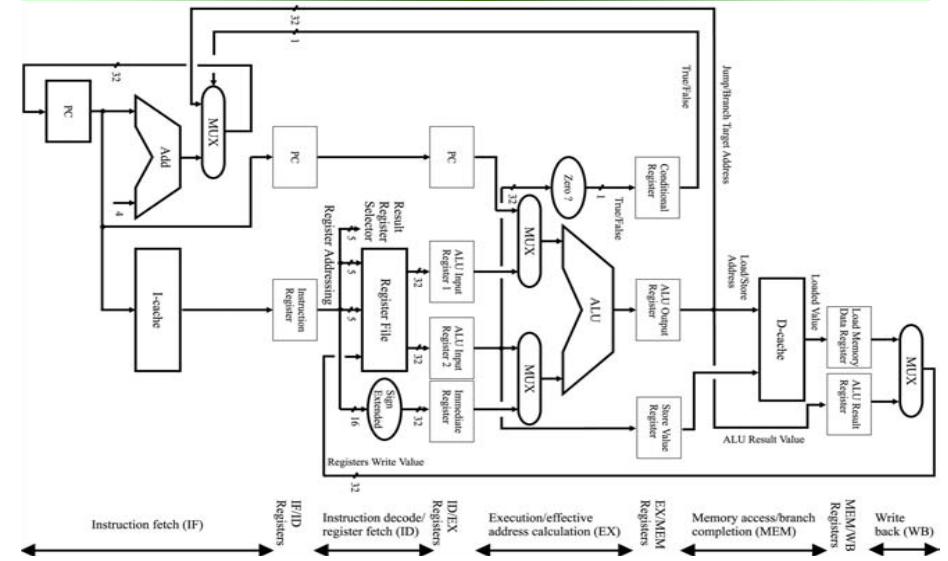 32
1
32
PC
Add
MUX
4
I-cache
PC
Instruction
Register
Register Addressing
Result
Register
Selector
5
5
5
Register File
32
32
Sign
Extended
16
32
PC
ALU Input
Register 1
ALU Input
Register 2
Immediate
Register
32
MUX
MUX
Zero ?
1
True/False
ALU
Conditional
Register
True/False
Jump/Branch Target Address
ALU Output
Register
Store Value
Register
Load/Store
Address
D-cache
Loaded Value
Load Memory
Data Register
ALU Result
Register
MUX
ALU Result Value
Registers Write Value
32
Instruction fetch (IF)
IF/ID
Registers
Instruction decode/
register fetch (ID)
ID/EX
Registers
Execution/effective
address calculation (EX)
EX/MEM
Registers
Memory access/branch
completion (MEM)
MEM/WB
Registers
Write
back (WB)